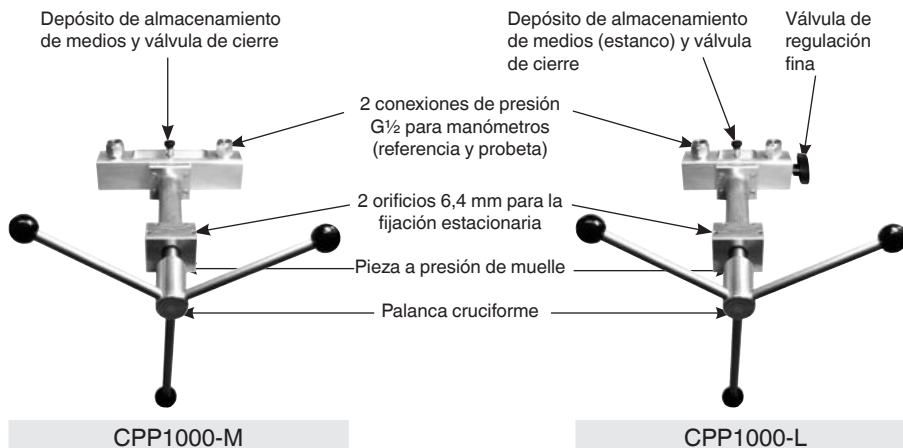 Depósito de almacenamiento
de medios y válvula de cierre
Depósito de almacenamiento
de medios (estanco) y válvula
de cierre
Válvula de
regulación
fina
2 conexiones de presión
G½ para manómetros
(referencia y probeta)
2 orificios 6,4 mm para la
fijación estacionaria
Pieza a presión de muelle
Palanca cruciforme
CPP1000-M
CPP1000-L